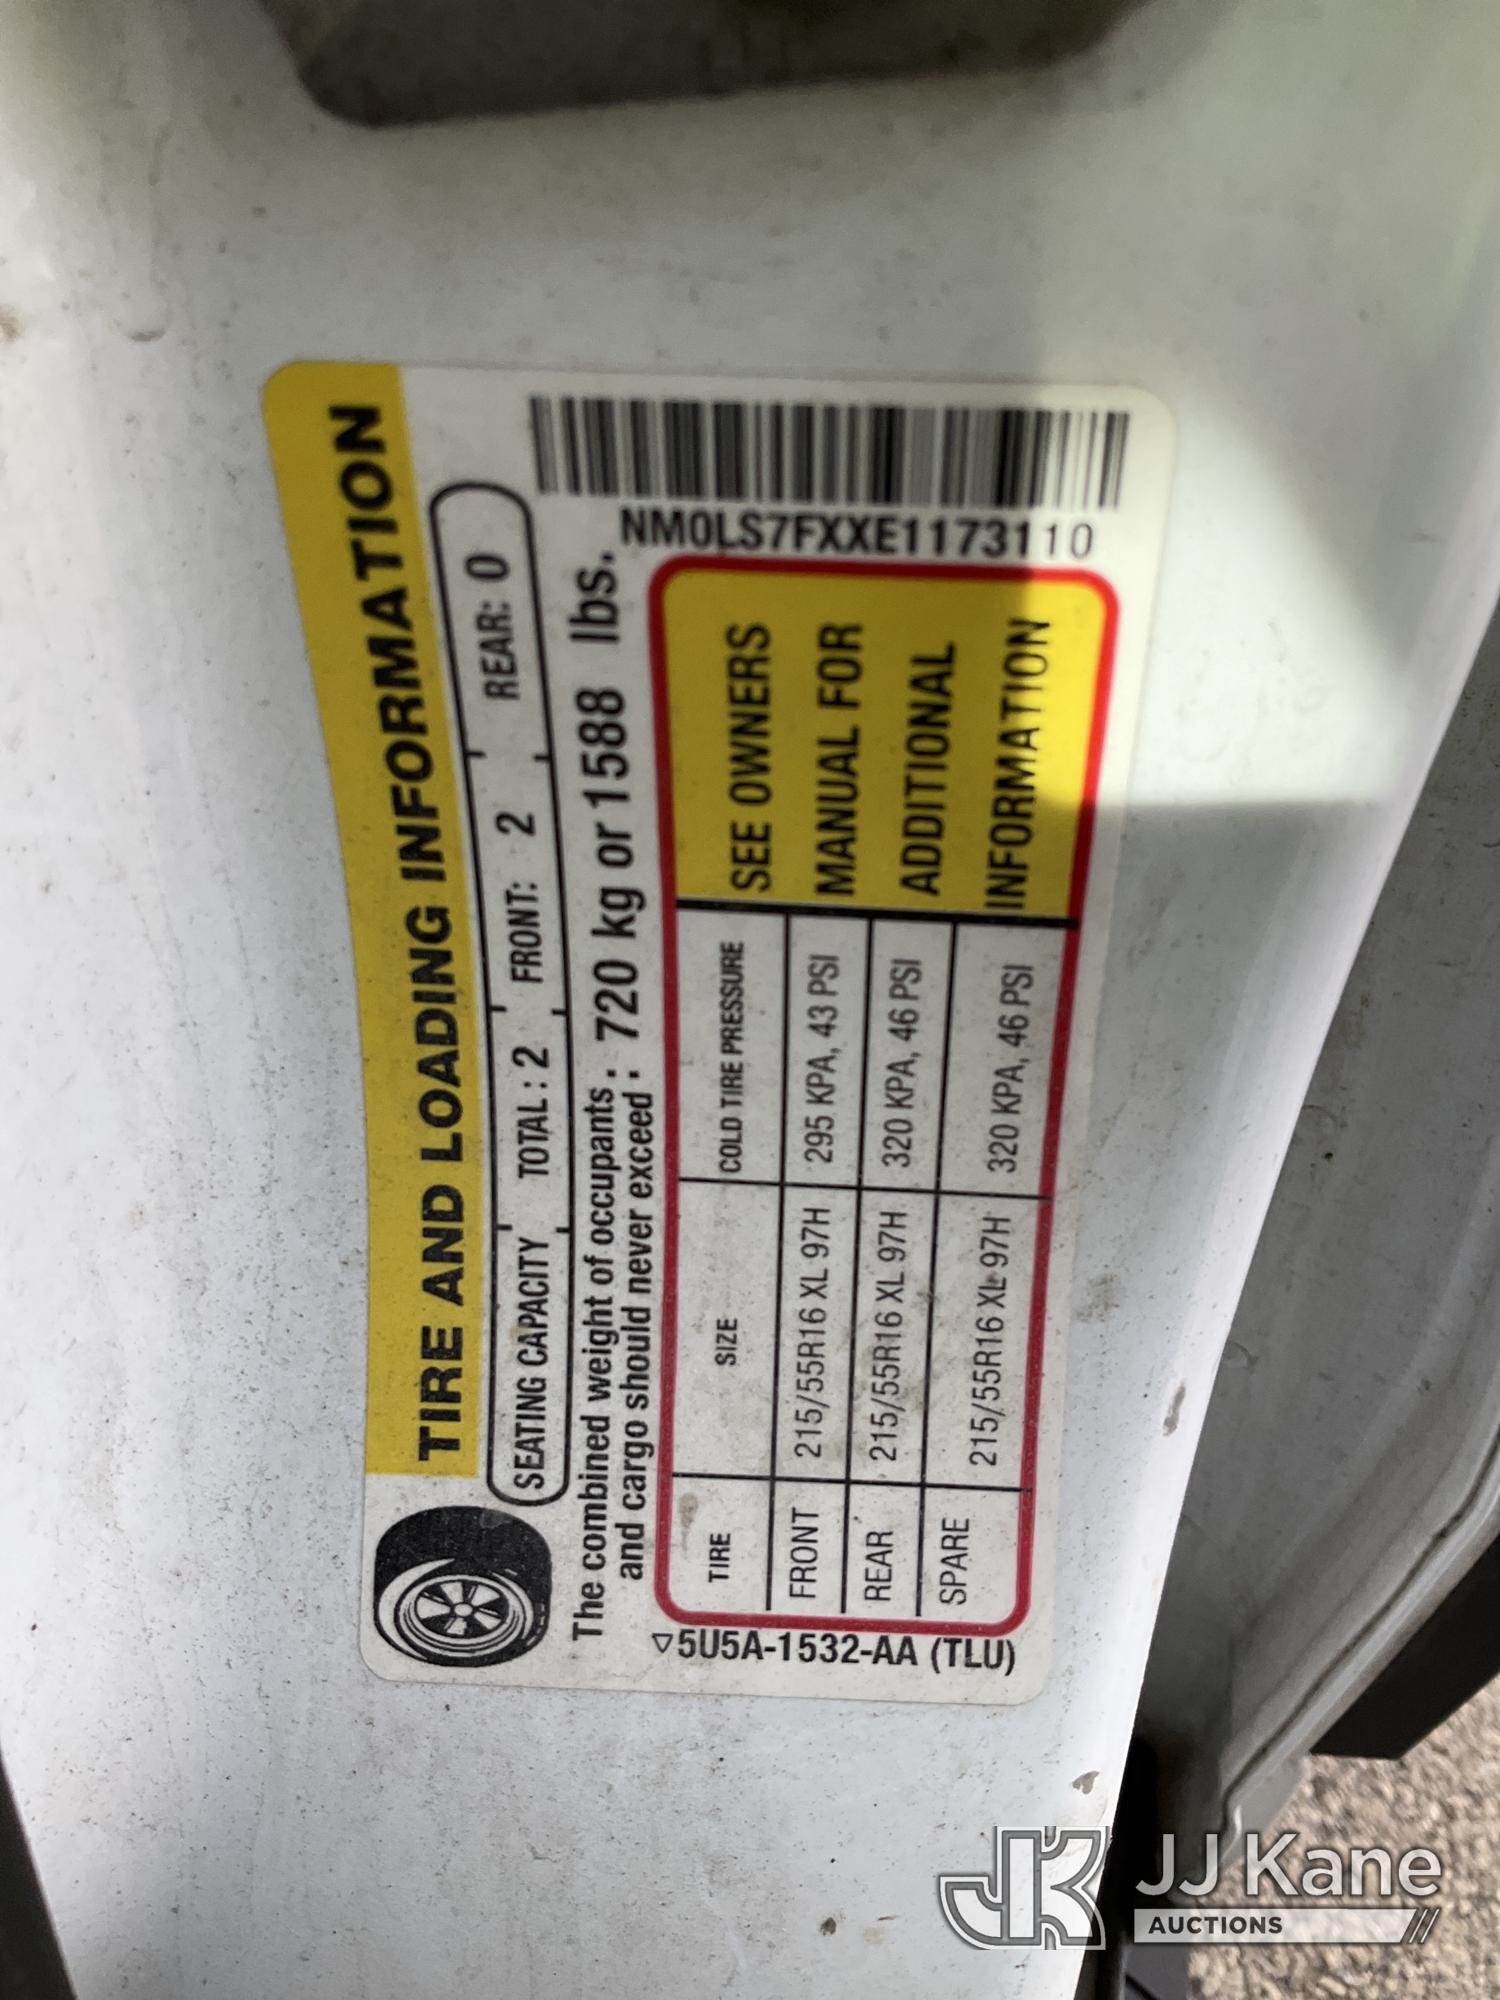 TIRE AND LOADING INFORMATION
SEATING CAPACITY TOTAL : 2 FRONT: 2 REAR: 0
The combined weight of occupants and cargo should never exceed : 720 kg or 1588 lbs.
NM0LS7FXXE1173110
TIRE SIZE COLD TIRE PRESSURE
FRONT 215/55R16 XL 97H 295 KPA, 43 PSI
REAR 215/55R16 XL 97H 320 KPA, 46 PSI
SPARE 215/55R16 XL 97H 320 KPA, 46 PSI
SEE OWNERS
MANUAL FOR
ADDITIONAL
INFORMATION
▽5U5A-1532-AA (TLU)
JK JJ Kane
AUCTIONS